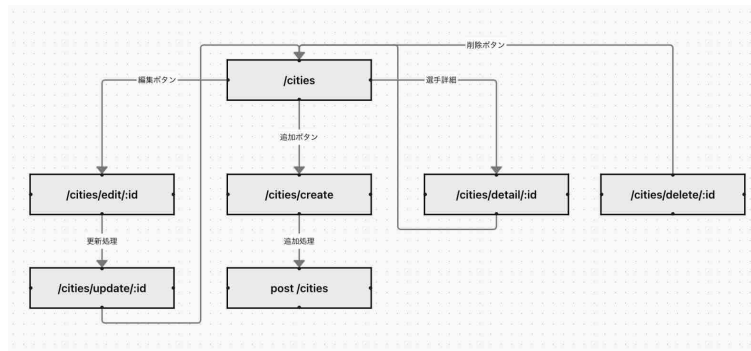 削除ボタン
/cities
編集ボタン
選手詳細
追加ボタン
/cities/edit/:id
/cities/create
/cities/detail/:id
/cities/delete/:id
更新処理
追加処理
/cities/update/:id
post /cities